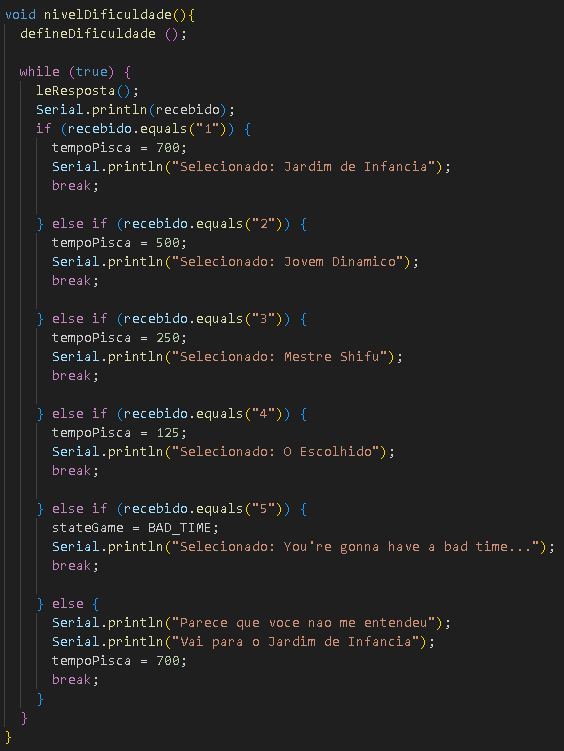 void nivelDificuldade(){
  defineDificuldade ();

  while (true) {
    leResposta();
    Serial.println(recebido);
    if (recebido.equals("1")) {
      tempoPisca = 700;
      Serial.println("Selecionado: Jardim de Infancia");
      break;

    } else if (recebido.equals("2")) {
      tempoPisca = 500;
      Serial.println("Selecionado: Jovem Dinamico");
      break;

    } else if (recebido.equals("3")) {
      tempoPisca = 250;
      Serial.println("Selecionado: Mestre Shifu");
      break;

    } else if (recebido.equals("4")) {
      tempoPisca = 125;
      Serial.println("Selecionado: O Escolhido");
      break;

    } else if (recebido.equals("5")) {
      stateGame = BAD_TIME;
      Serial.println("Selecionado: You're gonna have a bad time...");
      break;

    } else {
      Serial.println("Parece que voce nao me entendeu");
      Serial.println("Vai para o Jardim de Infancia");
      tempoPisca = 700;
      break;
    }
  }
}